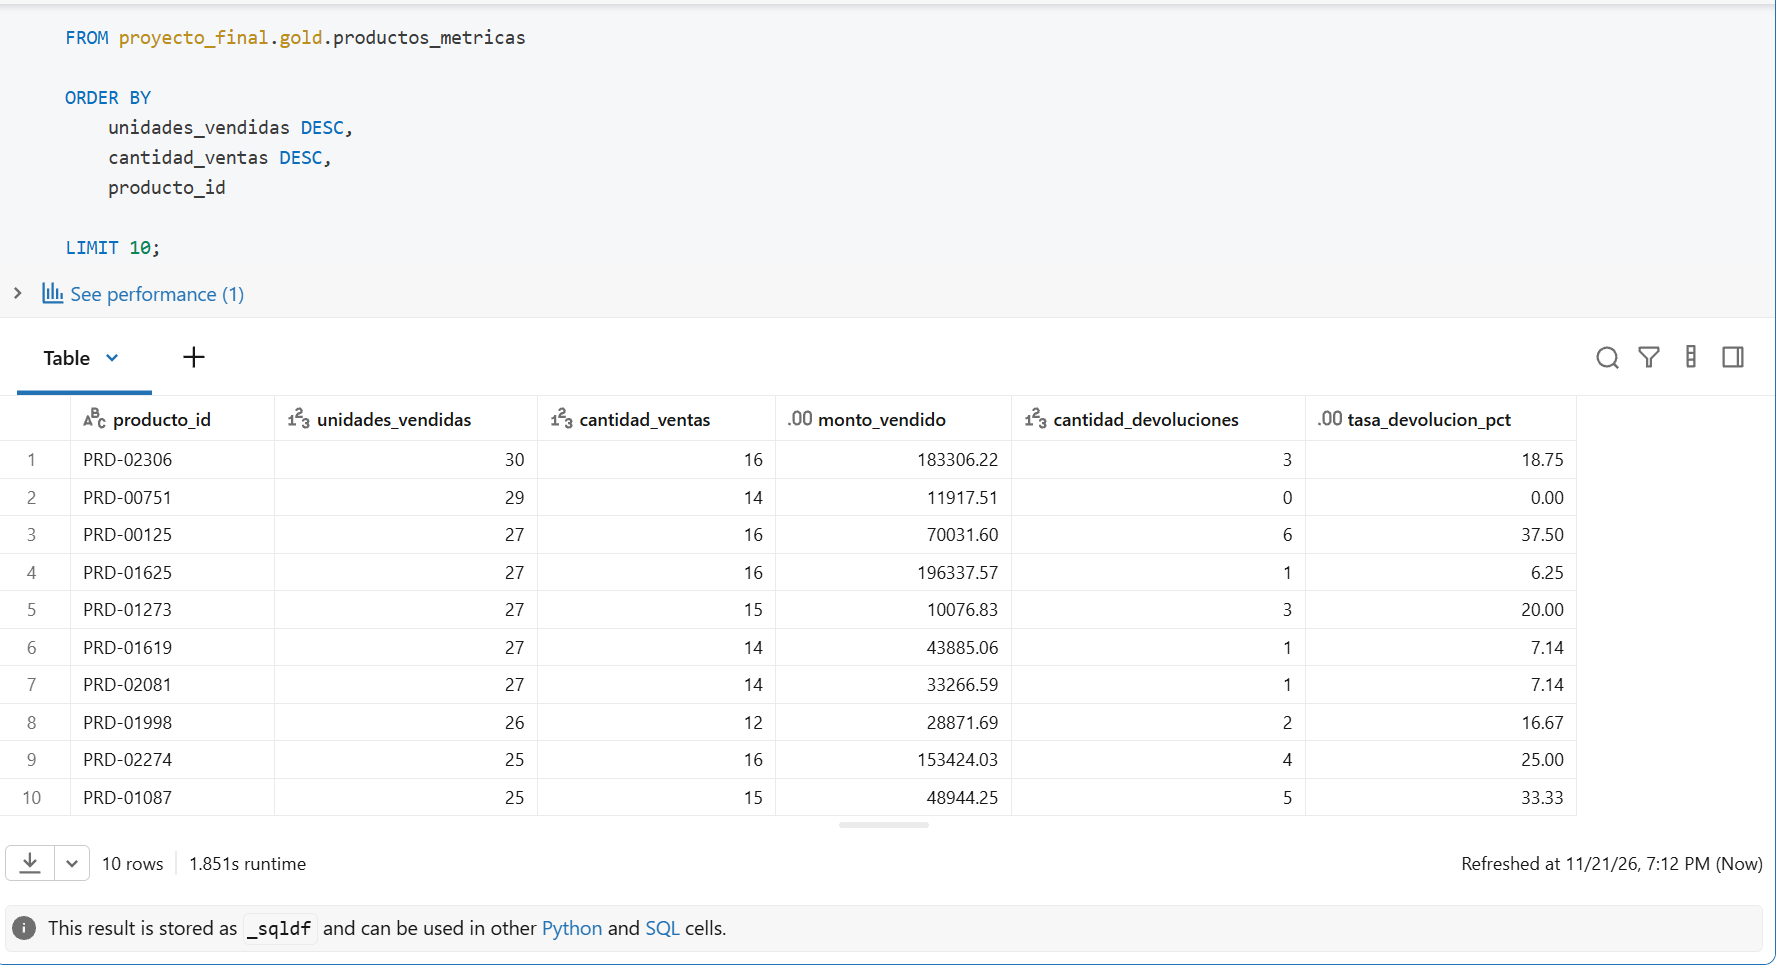 FROM proyecto_final.gold.productos_metricas
ORDER BY
unidades_vendidas DESC,
cantidad_ventas DESC,
producto_id
LIMIT 10;
See performance (1)
Table
producto_id unidades_vendidas cantidad_ventas monto_vendido cantidad_devoluciones tasa_devolucion_pct
1 PRD-02306 30 16 183306.22 3 18.75
2 PRD-00751 29 14 11917.51 0 0.00
3 PRD-00125 27 16 70031.60 6 37.50
4 PRD-01625 27 16 196337.57 1 6.25
5 PRD-01273 27 15 10076.83 3 20.00
6 PRD-01619 27 14 43885.06 1 7.14
7 PRD-02081 27 14 33266.59 1 7.14
8 PRD-01998 26 12 28871.69 2 16.67
9 PRD-02274 25 16 153424.03 4 25.00
10 PRD-01087 25 15 48944.25 5 33.33
10 rows 1.851s runtime Refreshed at 11/21/26, 7:12 PM (Now)
This result is stored as _sqldf and can be used in other Python and SQL cells.